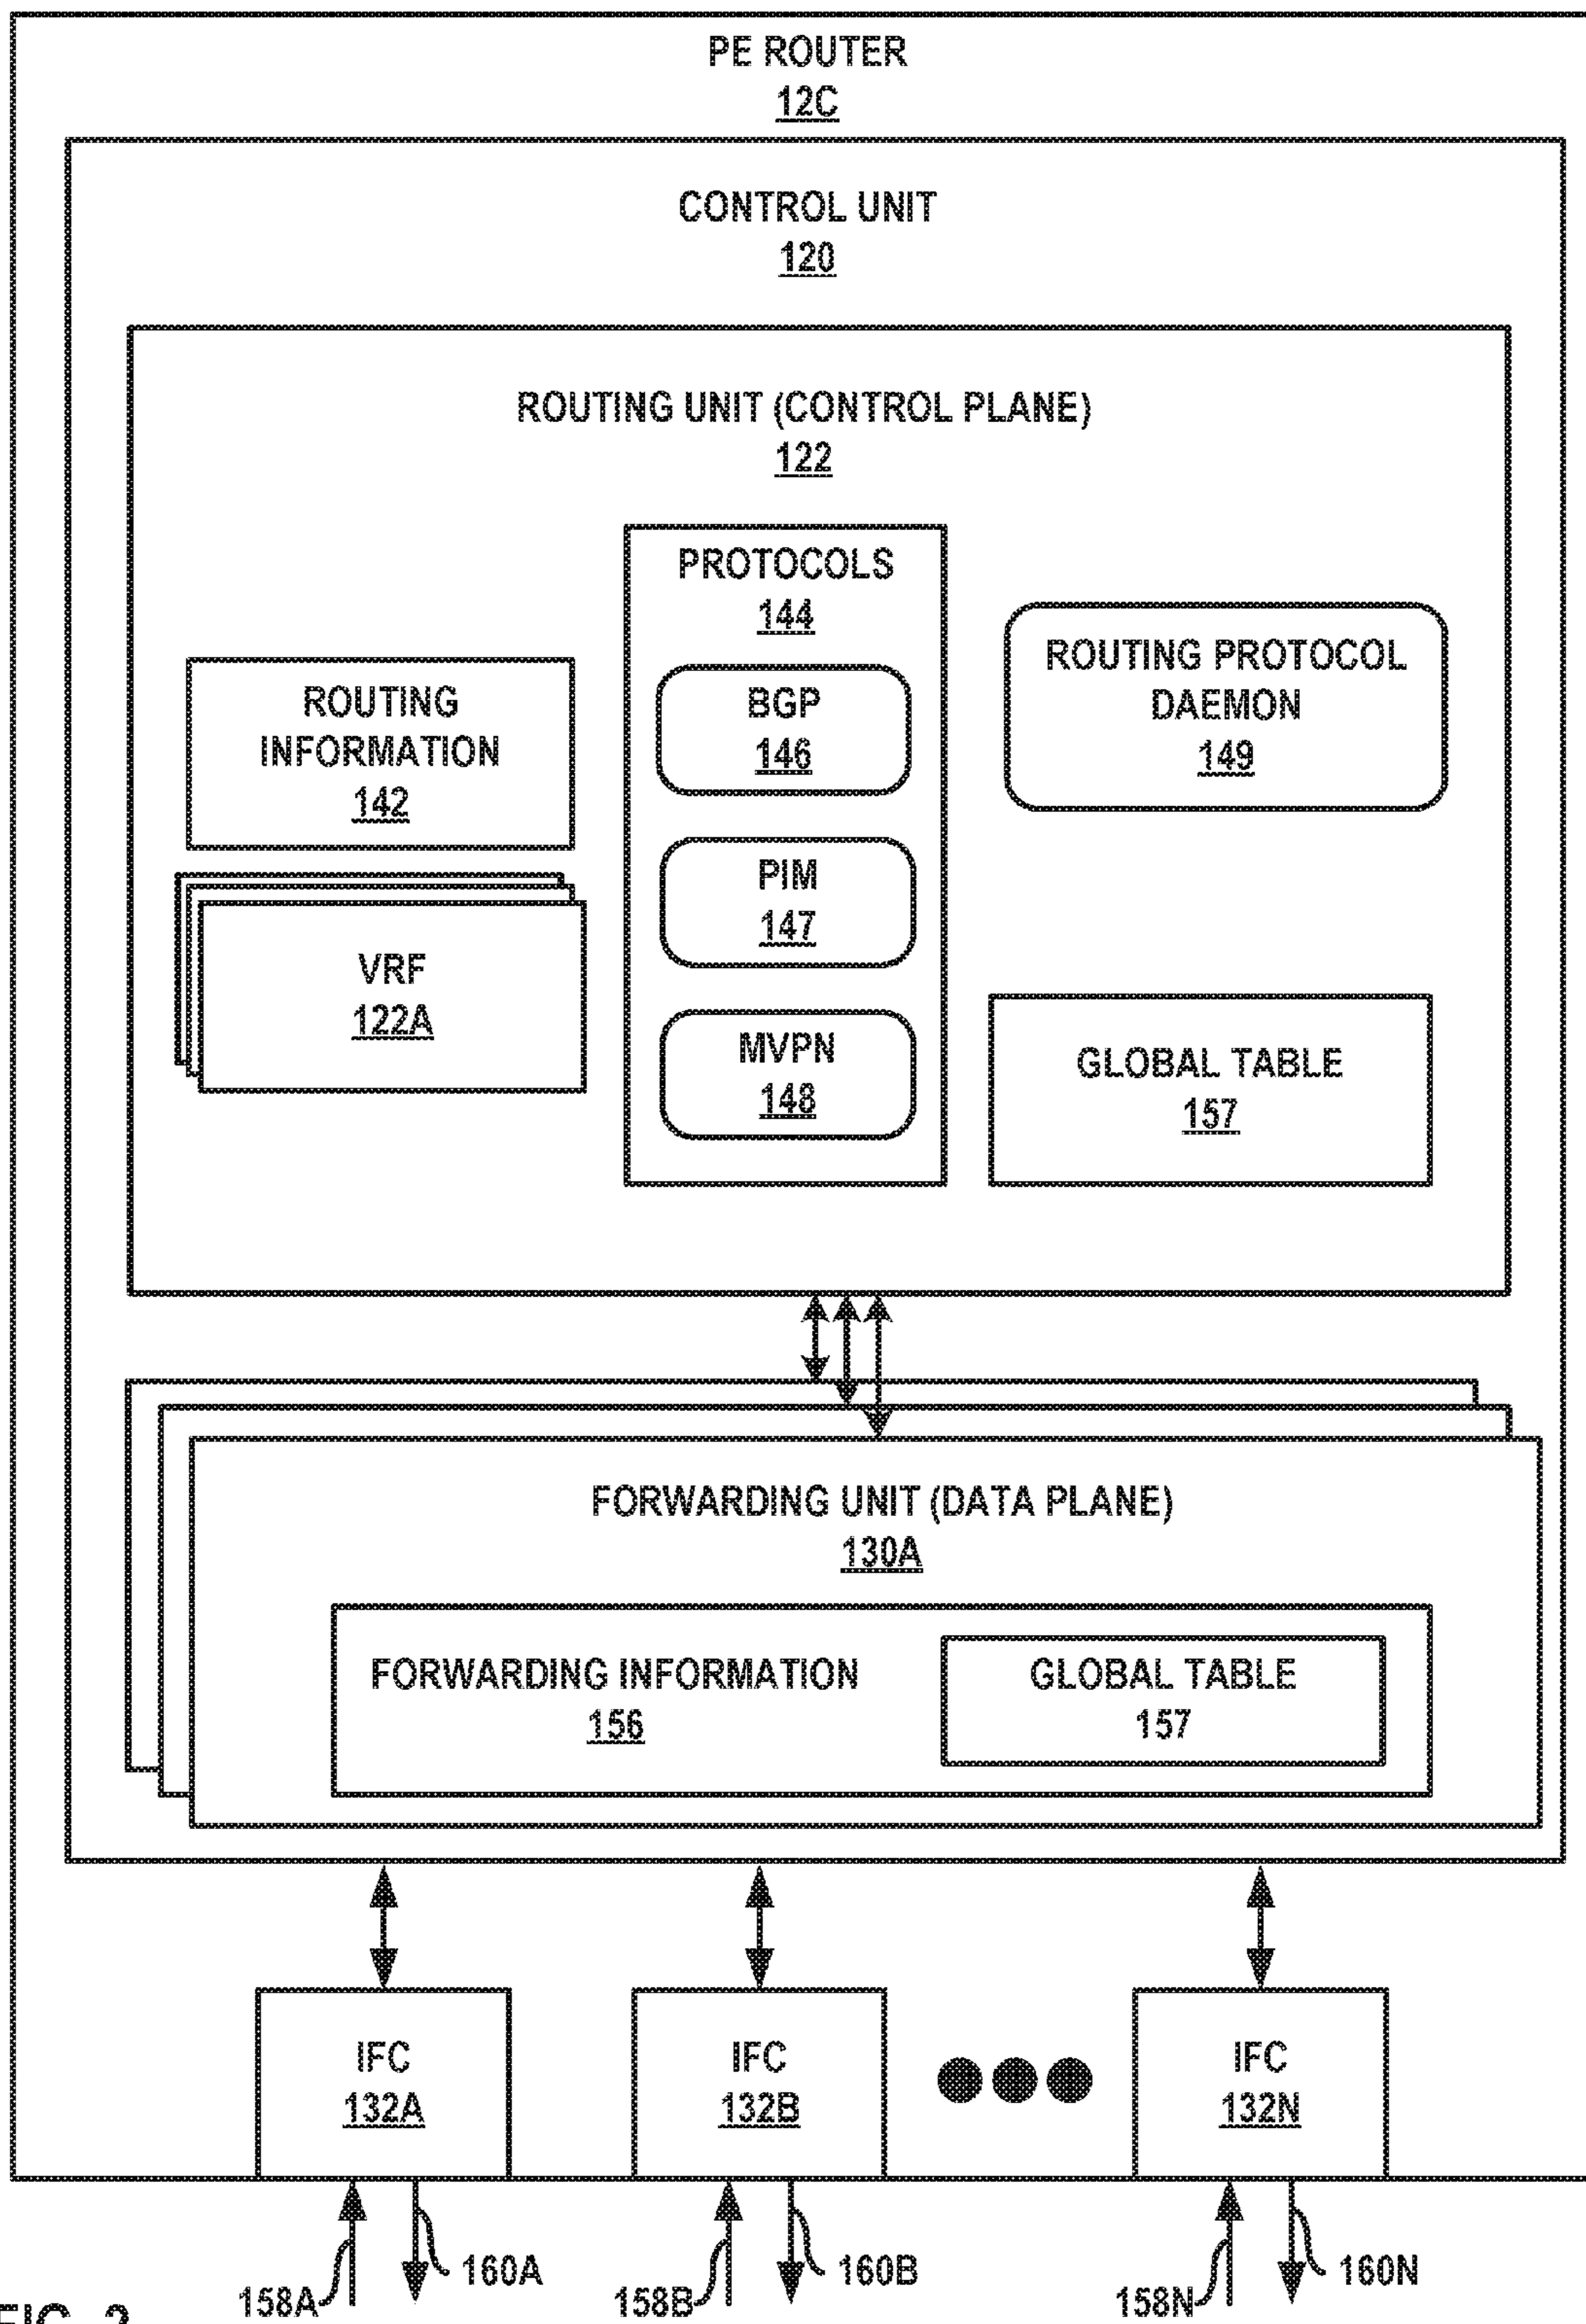 PE ROUTER
12C
CONTROL UNIT
120
ROUTING UNIT (CONTROL PLANE)
122
PROTOCOLS
144
BGP
146
PIM
147
MVPN
148
ROUTING
INFORMATION
142
VRF
122A
ROUTING PROTOCOL
DAEMON
149
GLOBAL TABLE
157
FORWARDING UNIT (DATA PLANE)
130A
FORWARDING INFORMATION
156
GLOBAL TABLE
157
IFC
132A
IFC
132B
IFC
132N
158A
160A
158B
160B
158N
160N